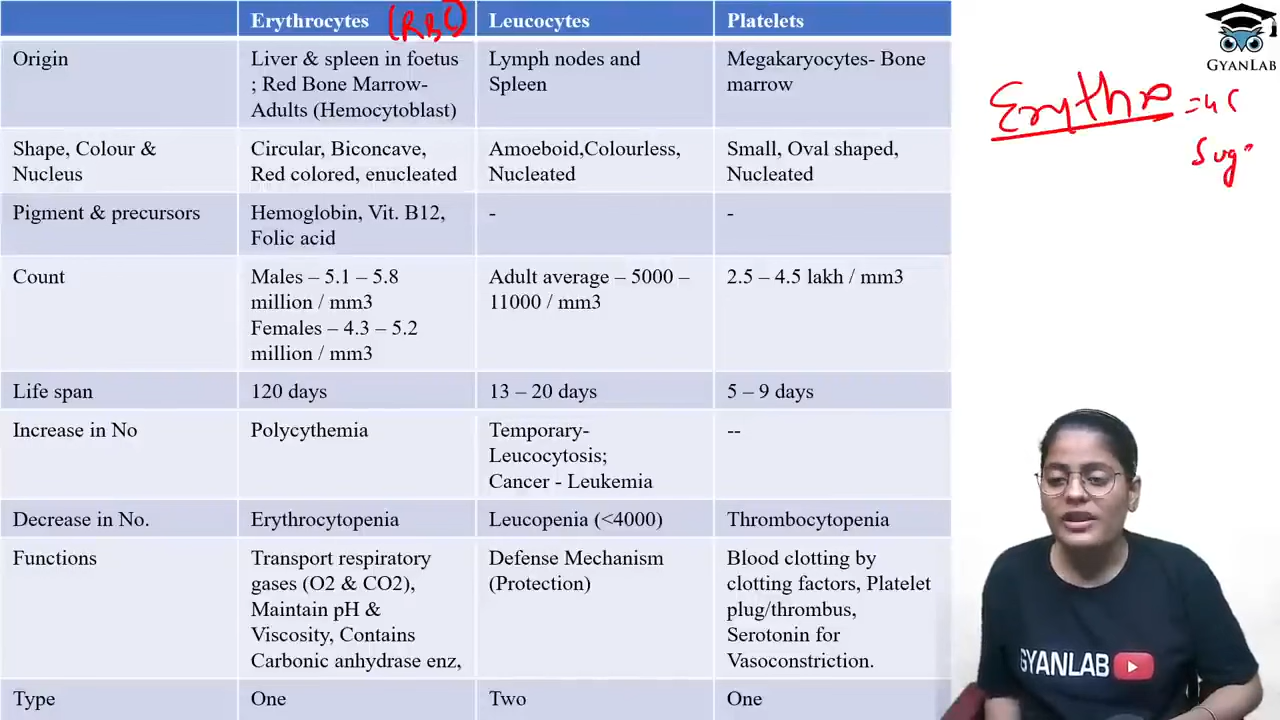 Erythrocytes (RBC)
Leucocytes
Platelets
GYANLAB
Origin
Liver & spleen in foetus
; Red Bone Marrow-
Adults (Hemocytoblast)
Lymph nodes and
Spleen
Megakaryocytes- Bone
marrow
Erythro = 4C
Sug
Shape, Colour &
Nucleus
Circular, Biconcave,
Red colored, enucleated
Amoeboid,Colourless,
Nucleated
Small, Oval shaped,
Nucleated
Pigment & precursors
Hemoglobin, Vit. B12,
Folic acid
-
-
Count
Males – 5.1 – 5.8
million / mm3
Females – 4.3 – 5.2
million / mm3
Adult average – 5000 –
11000 / mm3
2.5 – 4.5 lakh / mm3
Life span
120 days
13 – 20 days
5 – 9 days
Increase in No
Polycythemia
Temporary-
Leucocytosis;
Cancer - Leukemia
--
Decrease in No.
Erythrocytopenia
Leucopenia (<4000)
Thrombocytopenia
Functions
Transport respiratory
gases (O2 & CO2),
Maintain pH &
Viscosity, Contains
Carbonic anhydrase enz,
Defense Mechanism
(Protection)
Blood clotting by
clotting factors, Platelet
plug/thrombus,
Serotonin for
Vasoconstriction.
Type
One
Two
One
GYANLAB